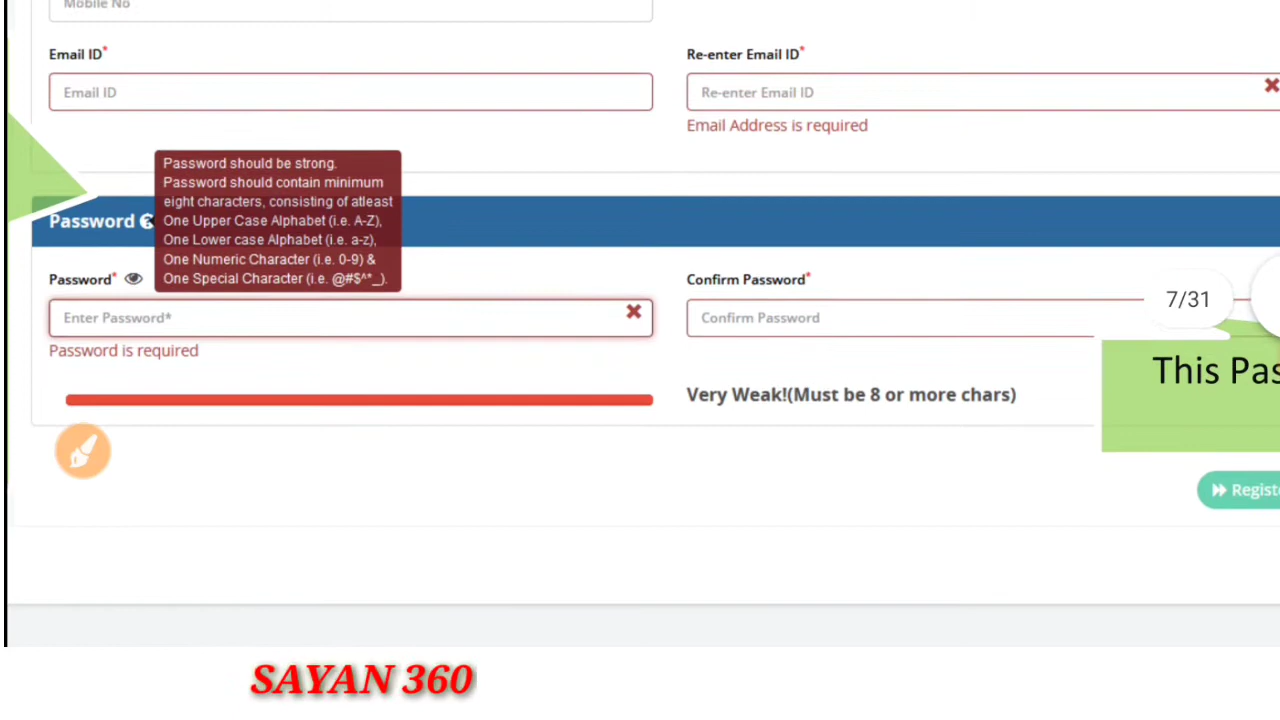 Mobile No
Email ID*
Re-enter Email ID*
Email ID
Re-enter Email ID
Email Address is required
Password should be strong.
Password should contain minimum
eight characters, consisting of atleast
One Upper Case Alphabet (i.e. A-Z),
One Lower case Alphabet (i.e. a-z),
One Numeric Character (i.e. 0-9) &
One Special Character (i.e. @#$^*_).
Password
Password*
Confirm Password*
Enter Password*
Confirm Password
7/31
Password is required
This Pas
Very Weak!(Must be 8 or more chars)
Registe
SAYAN 360